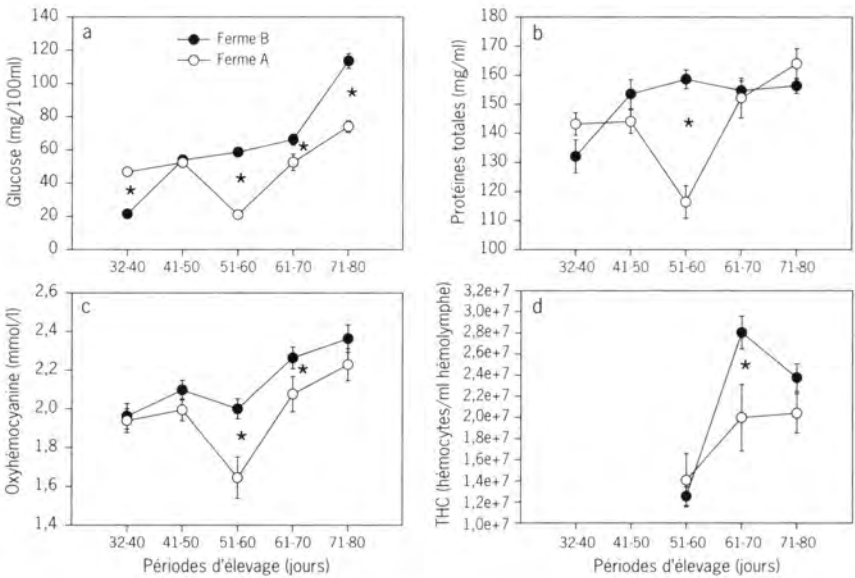 a
Ferme B
Ferme A
Glucose (mg/100ml)
140
120
100
80
60
40
20
0
32-40 41-50 51-60 61-70 71-80
b
Protéines totales (mg/ml)
180
170
160
150
140
130
120
110
100
32-40 41-50 51-60 61-70 71-80
c
Oxyhémocyanine (mmol/l)
2,6
2,4
2,2
2,0
1,8
1,6
1,4
32-40 41-50 51-60 61-70 71-80
Périodes d'élevage (jours)
d
THC (hémocytes/ml hémolymphe)
3,2e+7
3,0e+7
2,8e+7
2,6e+7
2,4e+7
2,2e+7
2,0e+7
1,8e+7
1,6e+7
1,4e+7
1,2e+7
1,0e+7
32-40 41-50 51-60 61-70 71-80
Périodes d'élevage (jours)